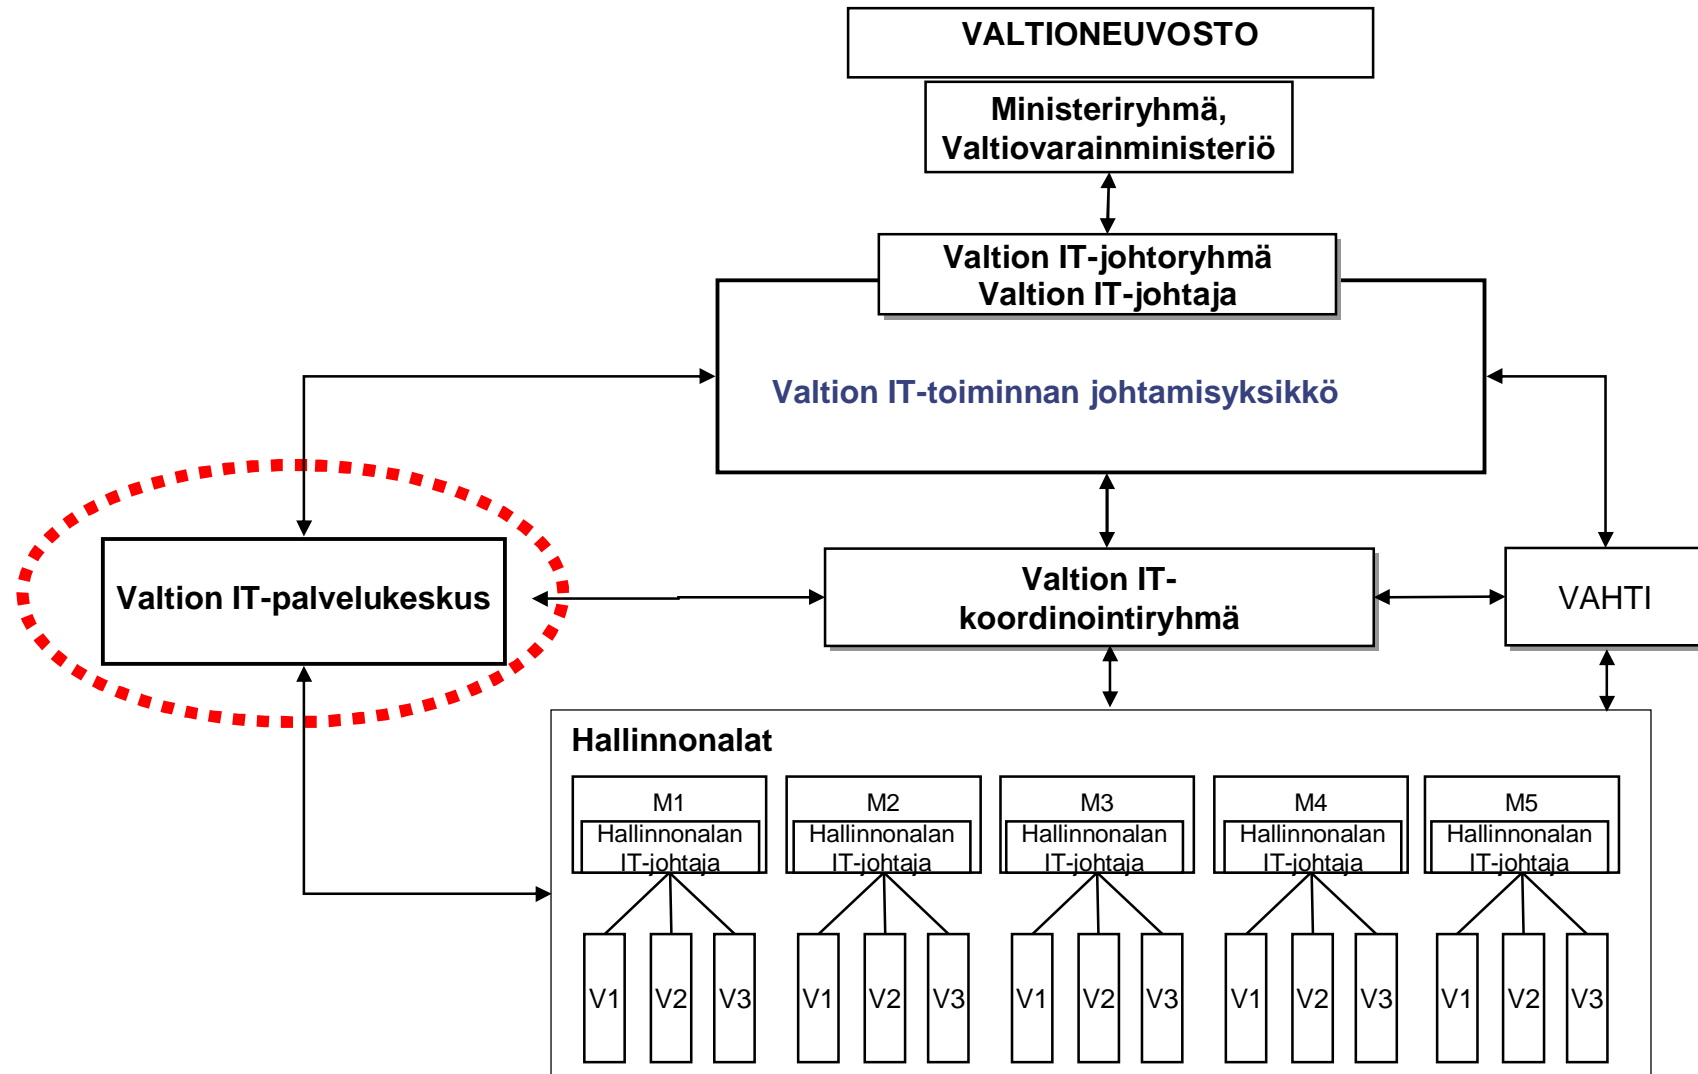 VALTIONEUVOSTO
Ministeriryhmä,
Valtiovarainministeriö
Valtion IT-johtoryhmä
Valtion IT-johtaja
Valtion IT-toiminnan johtamisyksikkö
Valtion IT-palvelukeskus
Valtion IT-
koordinointiryhmä
VAHTI
Hallinnonalat
M1
Hallinnonalan
IT-johtaja
M2
Hallinnonalan
IT-johtaja
M3
Hallinnonalan
IT-johtaja
M4
Hallinnonalan
IT-johtaja
M5
Hallinnonalan
IT-johtaja
V1 V2 V3
V1 V2 V3
V1 V2 V3
V1 V2 V3
V1 V2 V3